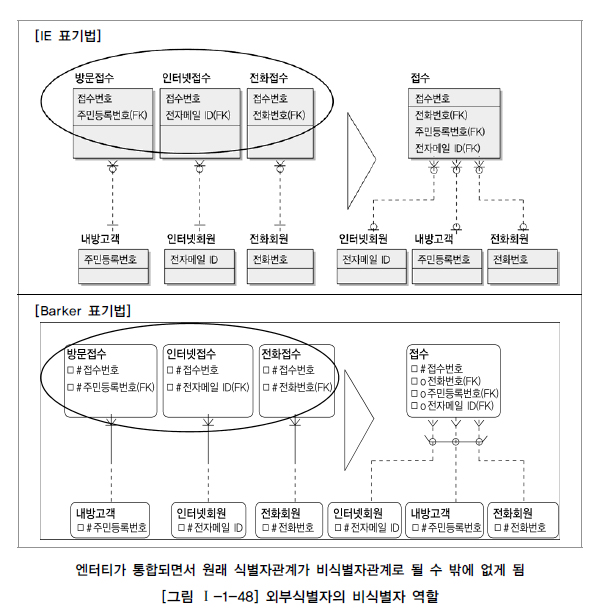 [IE 표기법]
방문접수
접수번호
주민등록번호(FK)
인터넷접수
접수번호
전자메일 ID(FK)
전화접수
접수번호
전화번호(FK)
접수
접수번호
전화번호(FK)
주민등록번호(FK)
전자메일 ID(FK)
내방고객
주민등록번호
인터넷회원
전자메일 ID
전화회원
전화번호
인터넷회원
전자메일 ID
내방고객
주민등록번호
전화회원
전화번호
[Barker 표기법]
방문접수
□ #접수번호
□ #주민등록번호(FK)
인터넷접수
□ #접수번호
□ #전자메일 ID(FK)
전화접수
□ #접수번호
□ #전화번호(FK)
접수
□ #접수번호
□ o전화번호(FK)
□ o주민등록번호(FK)
□ o전자메일 ID(FK)
내방고객
□ #주민등록번호
인터넷회원
□ #전자메일 ID
전화회원
□ #전화번호
인터넷회원
□ #전자메일 ID
내방고객
□ #주민등록번호
전화회원
□ #전화번호
엔터티가 통합되면서 원래 식별자관계가 비식별자관계로 될 수 밖에 없게 됨
[그림 Ⅰ-1-48] 외부식별자의 비식별자 역할